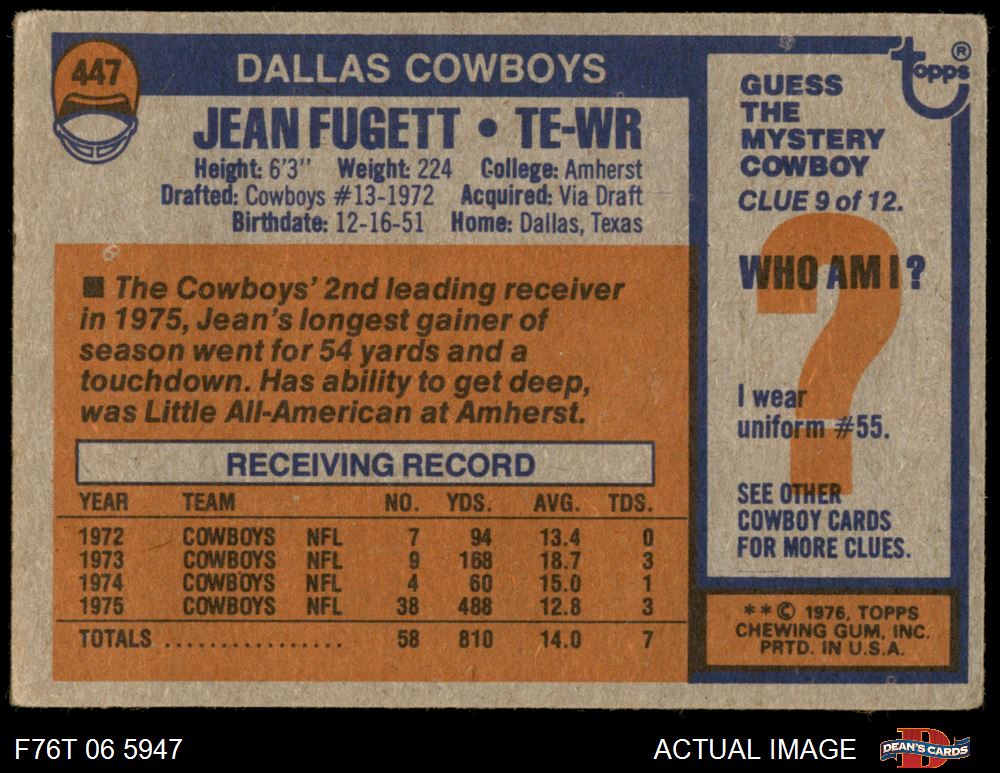 447
DALLAS COWBOYS
JEAN FUGETT • TE-WR
Height: 6'3" Weight: 224 College: Amherst
Drafted: Cowboys #13-1972 Acquired: Via Draft
Birthdate: 12-16-51 Home: Dallas, Texas
■ The Cowboys' 2nd leading receiver
in 1975, Jean's longest gainer of
season went for 54 yards and a
touchdown. Has ability to get deep,
was Little All-American at Amherst.
RECEIVING RECORD
YEAR TEAM NO. YDS. AVG. TDS.
1972 COWBOYS NFL 7 94 13.4 0
1973 COWBOYS NFL 9 168 18.7 3
1974 COWBOYS NFL 4 60 15.0 1
1975 COWBOYS NFL 38 488 12.8 3
TOTALS ................ 58 810 14.0 7
topps ®
GUESS
THE
MYSTERY
COWBOY
CLUE 9 of 12.
?
WHO AM I ?
I wear
uniform #55.
SEE OTHER
COWBOY CARDS
FOR MORE CLUES.
* * © 1976, TOPPS
CHEWING GUM, INC.
PRTD. IN U.S.A.
F76T 06 5947
ACTUAL IMAGE
D
DEAN'S CARDS